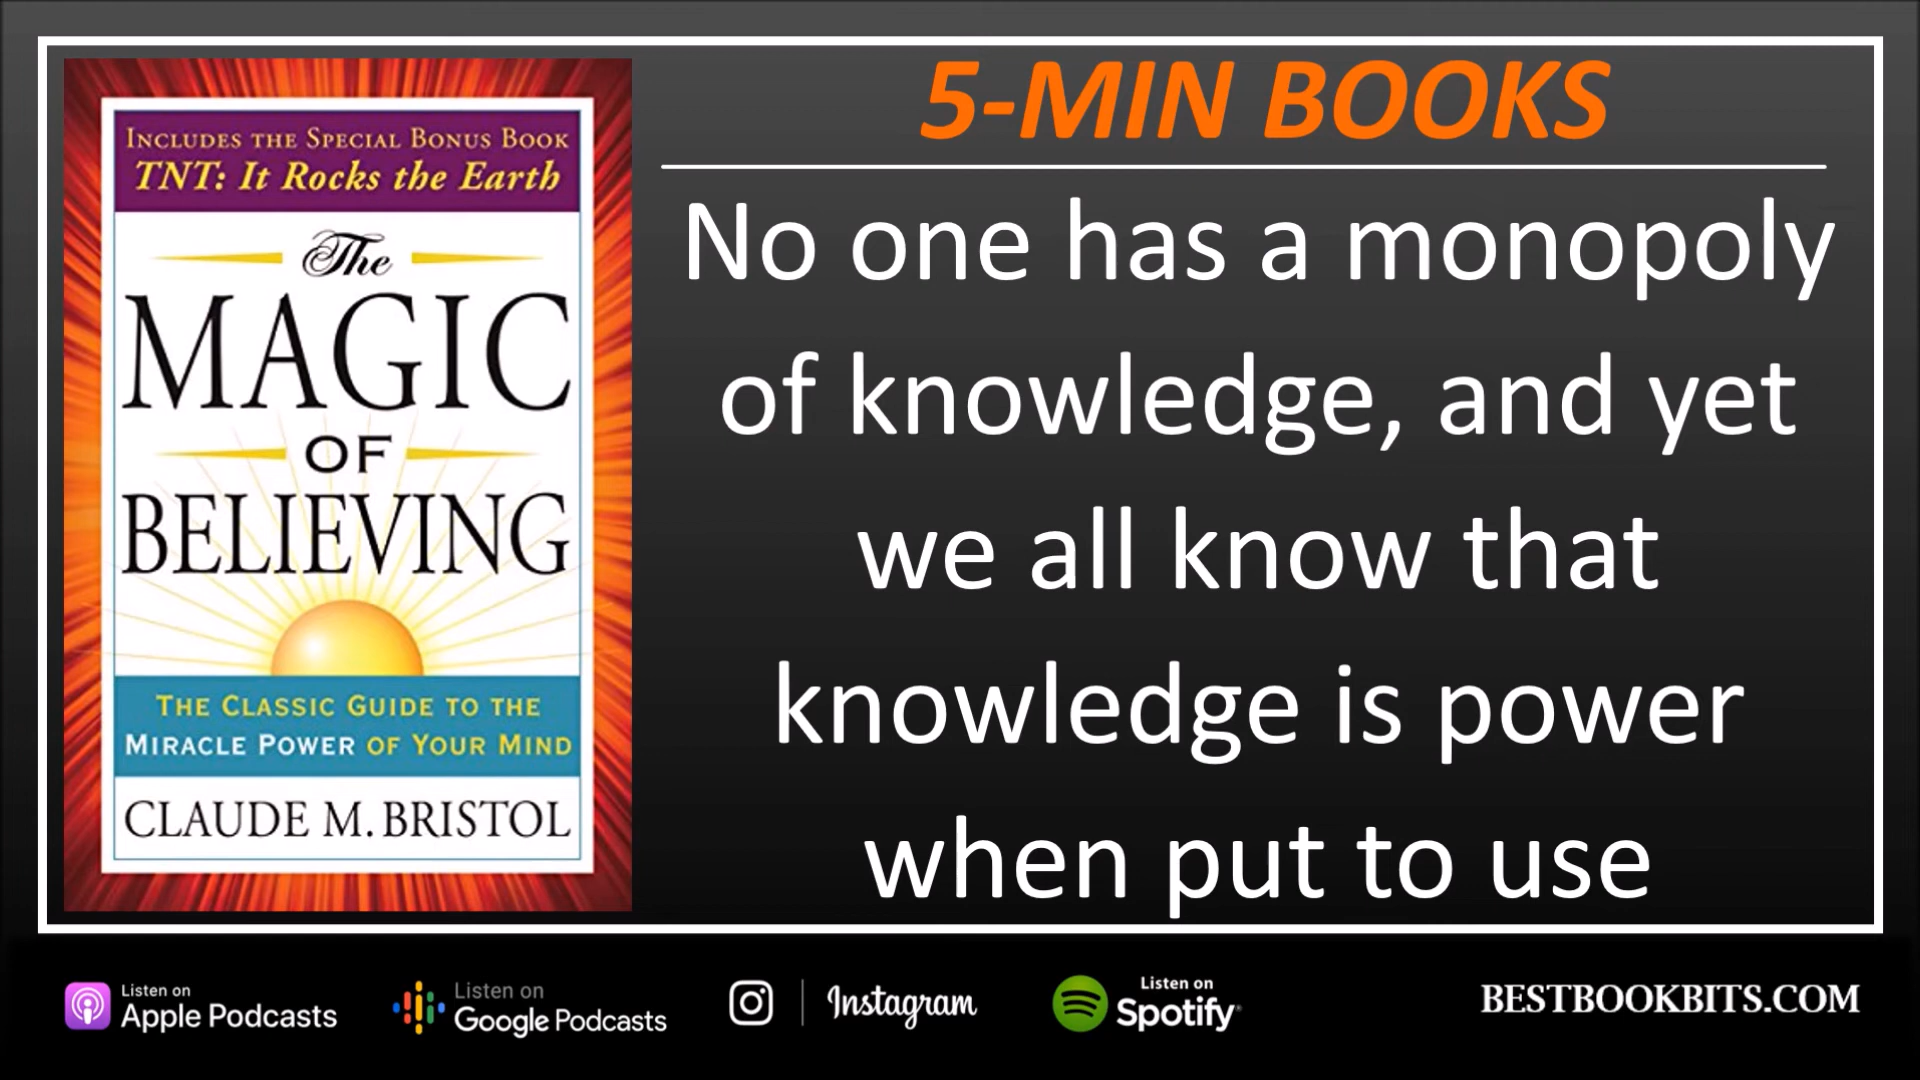 INCLUDES THE SPECIAL BONUS BOOK
TNT: It Rocks the Earth
The
MAGIC
OF
BELIEVING
THE CLASSIC GUIDE TO THE
MIRACLE POWER OF YOUR MIND
CLAUDE M. BRISTOL
5-MIN BOOKS
No one has a monopoly
of knowledge, and yet
we all know that
knowledge is power
when put to use
Listen on
Apple Podcasts
Listen on
Google Podcasts
Instagram
Listen on
Spotify
BESTBOOKBITS.COM